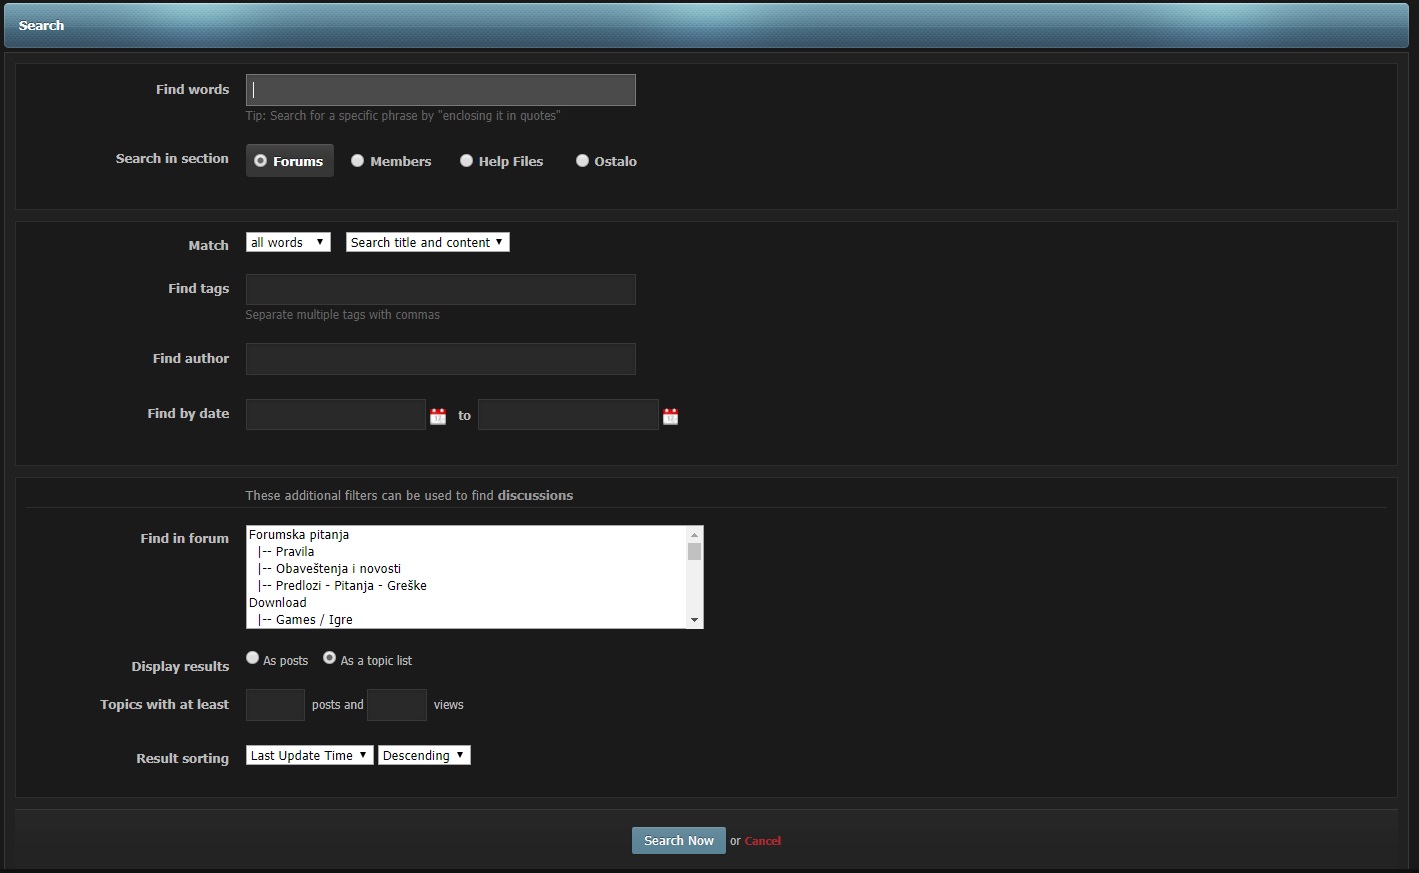 Search
Find words
Tip: Search for a specific phrase by "enclosing it in quotes"
Search in section Forums Members Help Files Ostalo
Match all words Search title and content
Find tags
Separate multiple tags with commas
Find author
Find by date to
These additional filters can be used to find discussions
Find in forum Forumska pitanja
|-- Pravila
|-- Obaveštenja i novosti
|-- Predlozi - Pitanja - Greške
Download
|-- Games / Igre
Display results As posts As a topic list
Topics with at least posts and views
Result sorting Last Update Time Descending
Search Now or Cancel